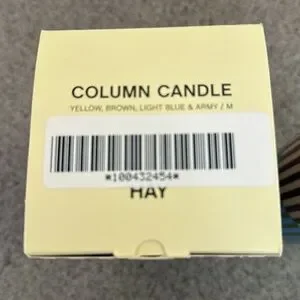 COLUMN CANDLE
YELLOW, BROWN, LIGHT BLUE & ARMY / M
*100432454*
HAY